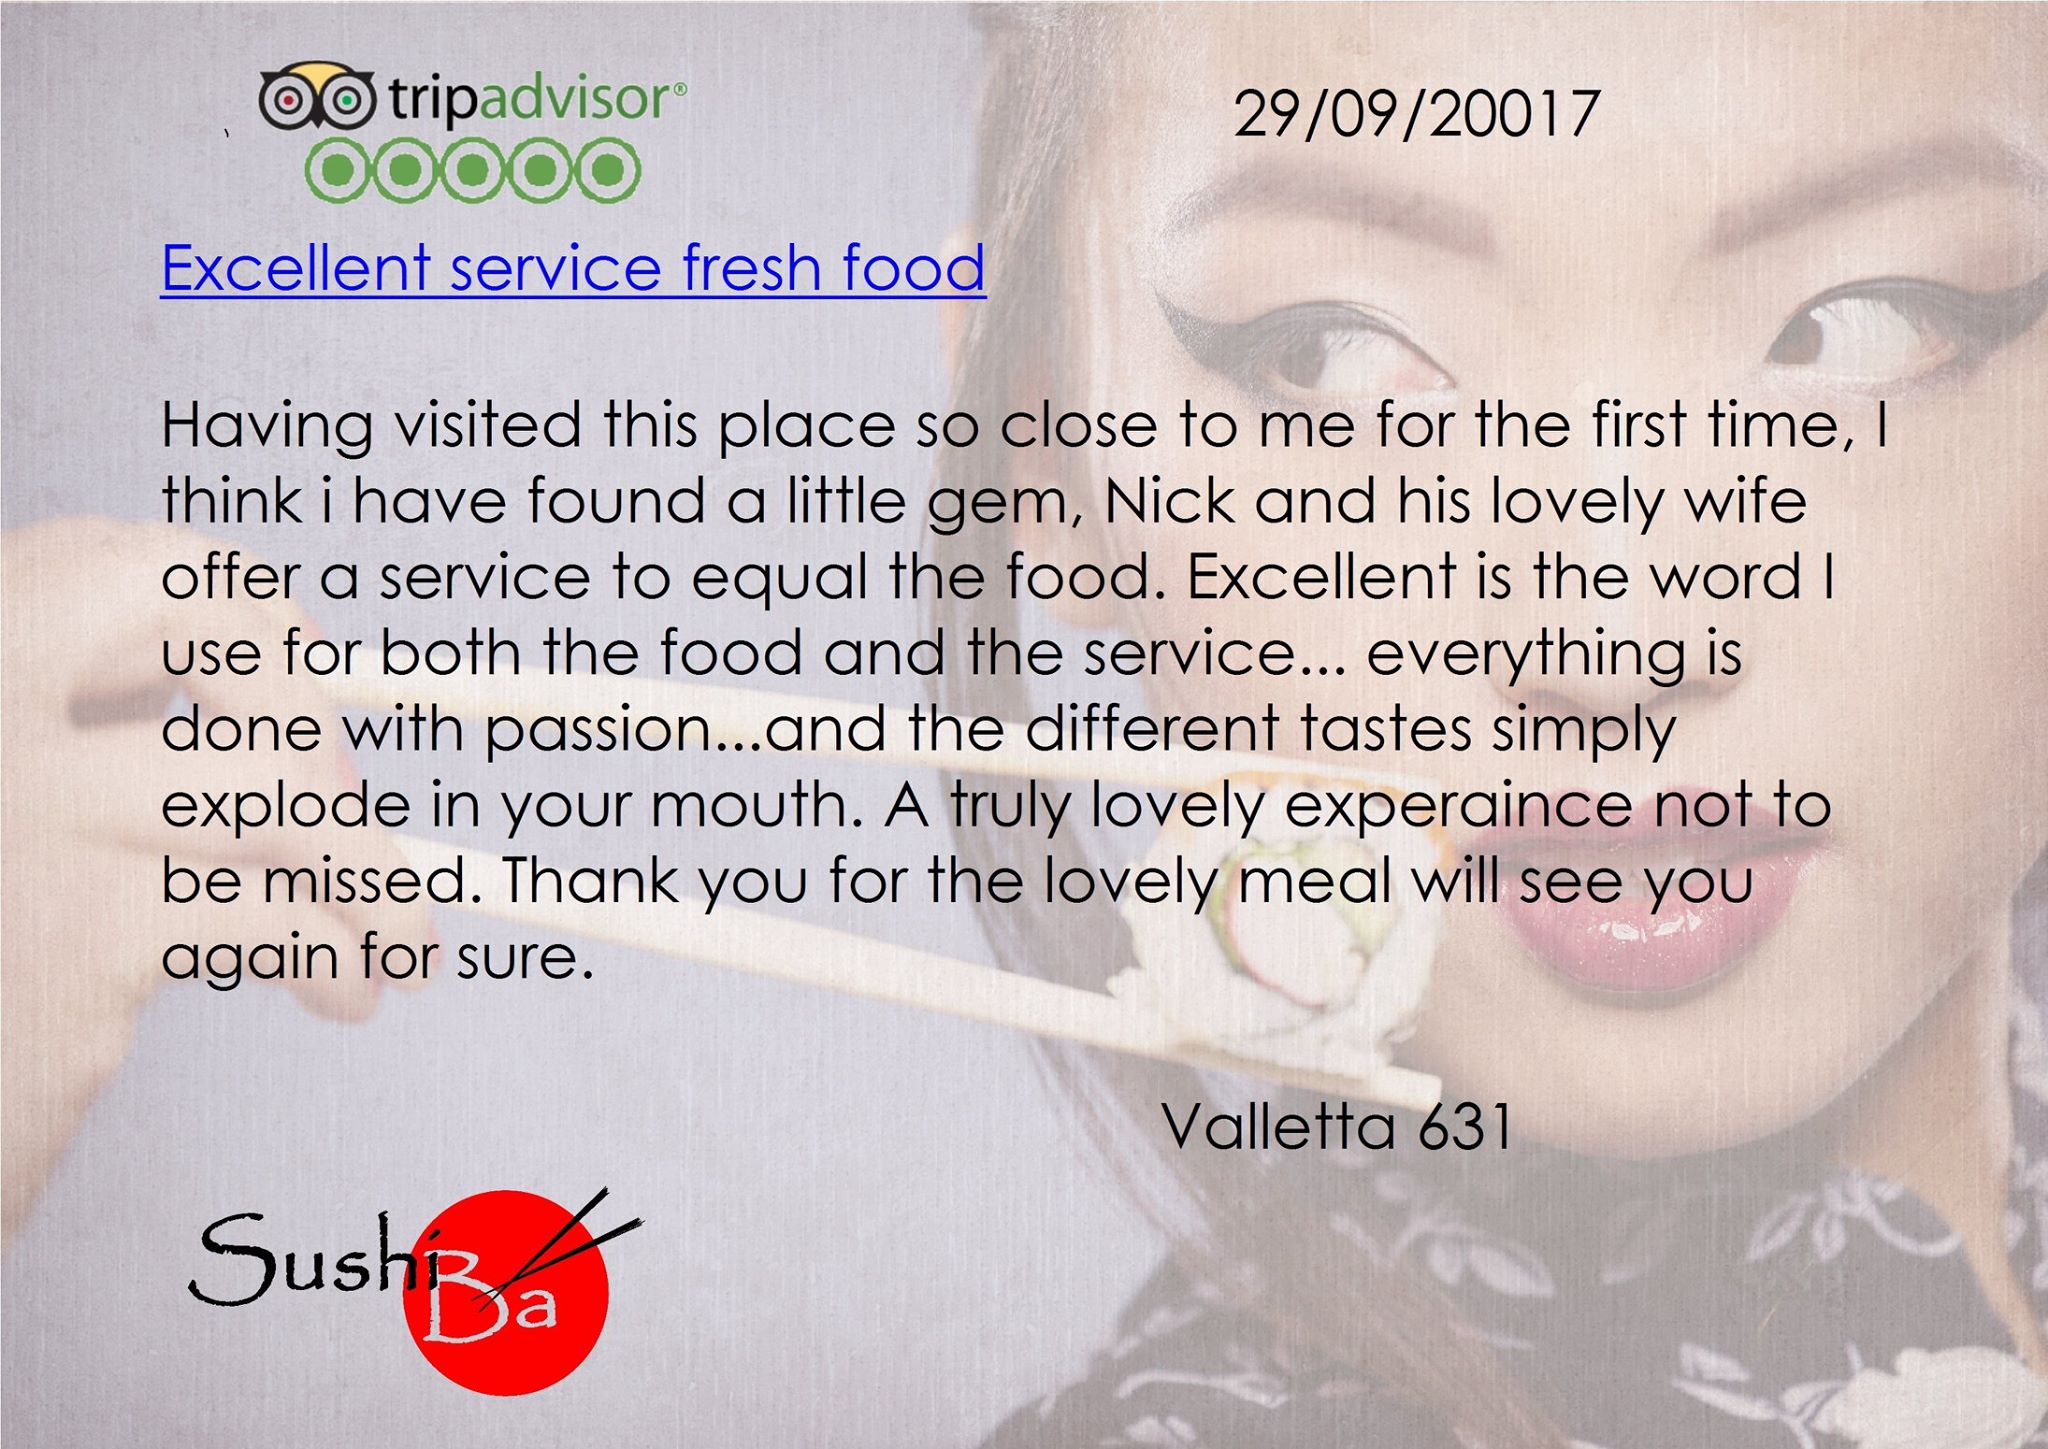 tripadvisor®
29/09/20017
Excellent service fresh food
Having visited this place so close to me for the first time, I
think i have found a little gem, Nick and his lovely wife
offer a service to equal the food. Excellent is the word I
use for both the food and the service... everything is
done with passion...and the different tastes simply
explode in your mouth. A truly lovely experaince not to
be missed. Thank you for the lovely meal will see you
again for sure.
Valletta 631
Sushi
Ba